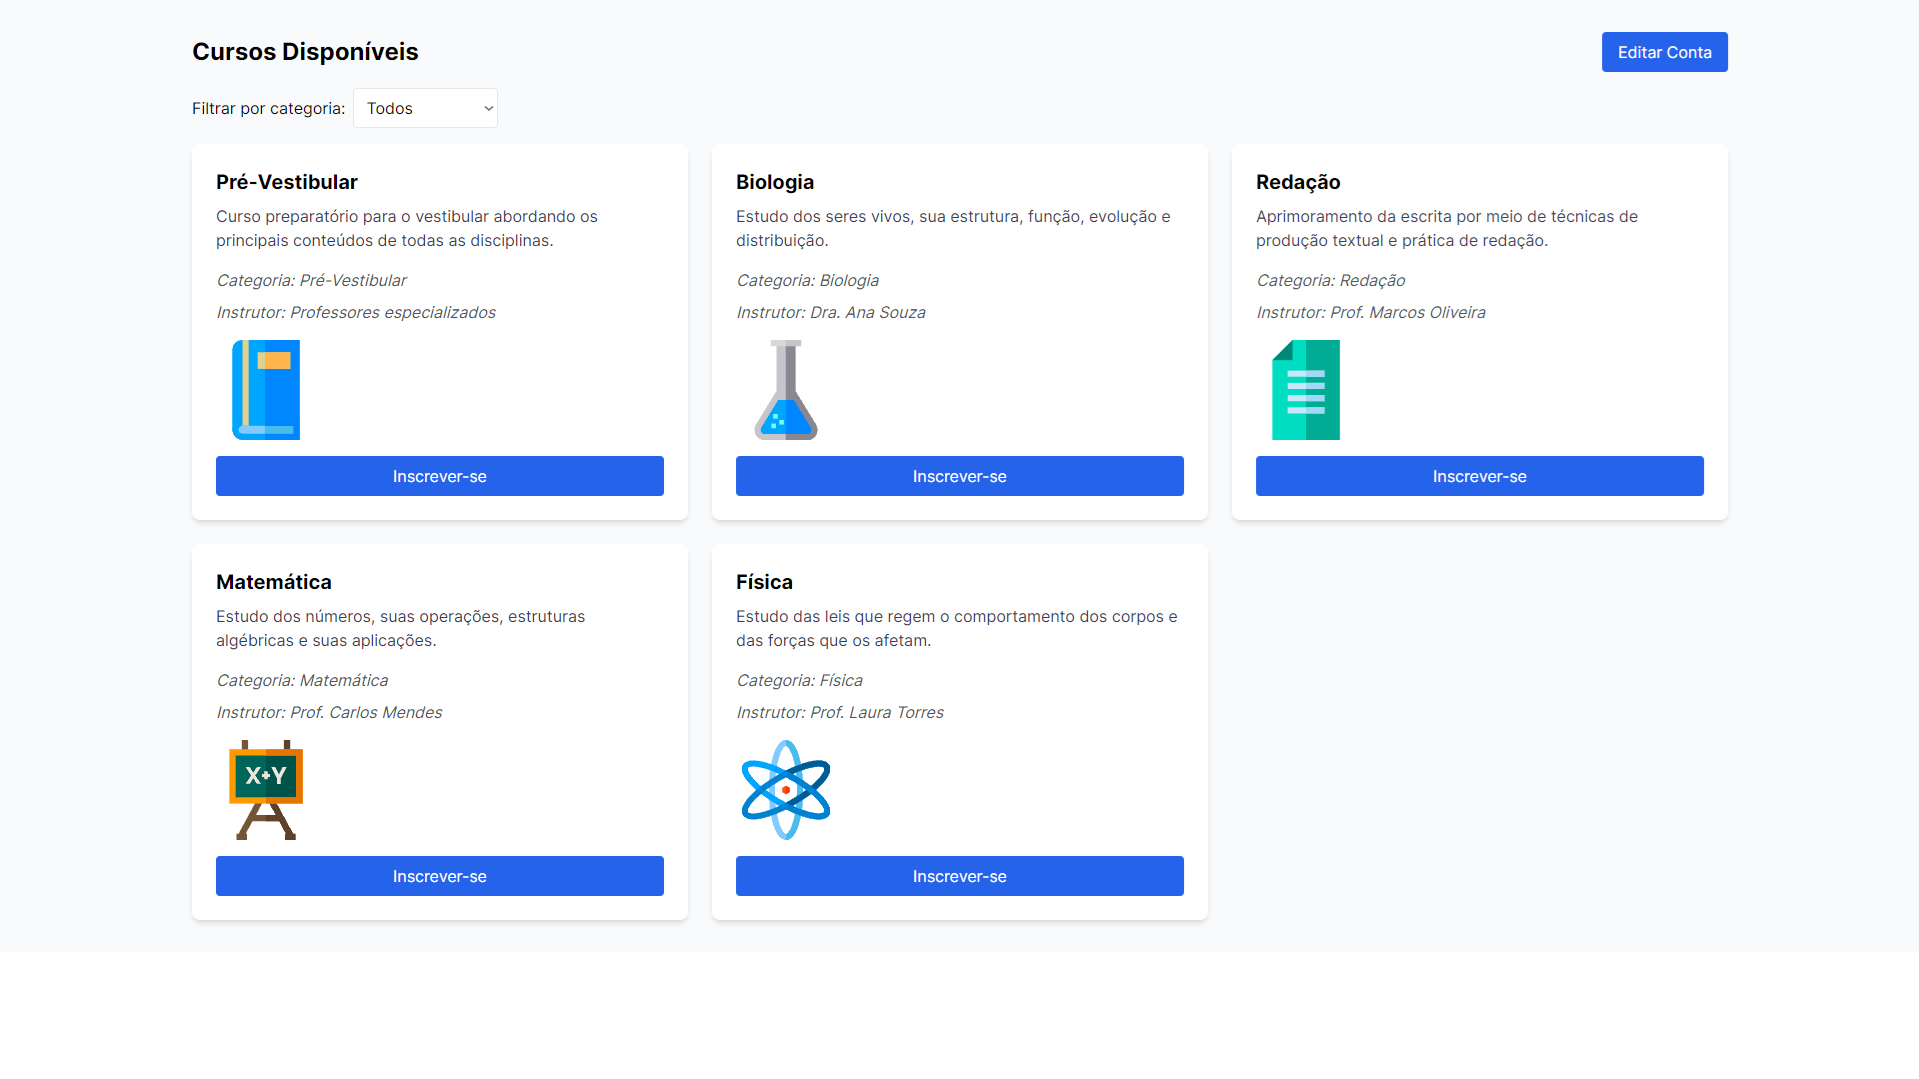 Cursos Disponíveis
Editar Conta
Filtrar por categoria:
Todos
Pré-Vestibular
Curso preparatório para o vestibular abordando os
principais conteúdos de todas as disciplinas.
Categoria: Pré-Vestibular
Instrutor: Professores especializados
Inscrever-se
Biologia
Estudo dos seres vivos, sua estrutura, função, evolução e
distribuição.
Categoria: Biologia
Instrutor: Dra. Ana Souza
Inscrever-se
Redação
Aprimoramento da escrita por meio de técnicas de
produção textual e prática de redação.
Categoria: Redação
Instrutor: Prof. Marcos Oliveira
Inscrever-se
Matemática
Estudo dos números, suas operações, estruturas
algébricas e suas aplicações.
Categoria: Matemática
Instrutor: Prof. Carlos Mendes
X+Y
Inscrever-se
Física
Estudo das leis que regem o comportamento dos corpos e
das forças que os afetam.
Categoria: Física
Instrutor: Prof. Laura Torres
Inscrever-se